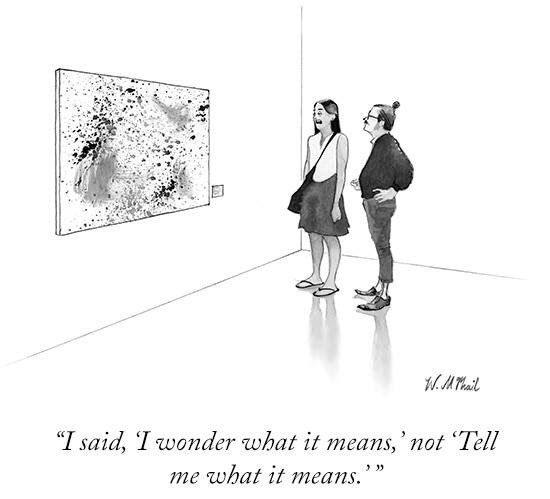 W. McPhail
“I said, ‘I wonder what it means,’ not ‘Tell
me what it means.’ ”